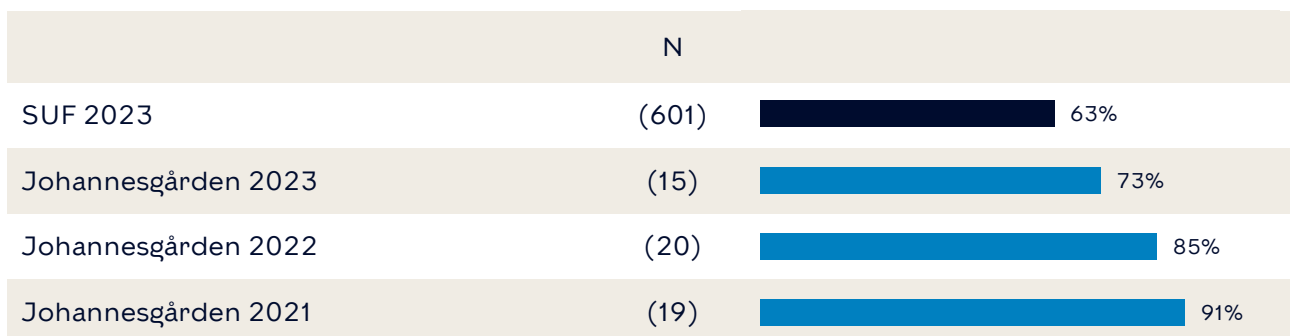 N
SUF 2023 (601) 63%
Johannesgården 2023 (15) 73%
Johannesgården 2022 (20) 85%
Johannesgården 2021 (19) 91%